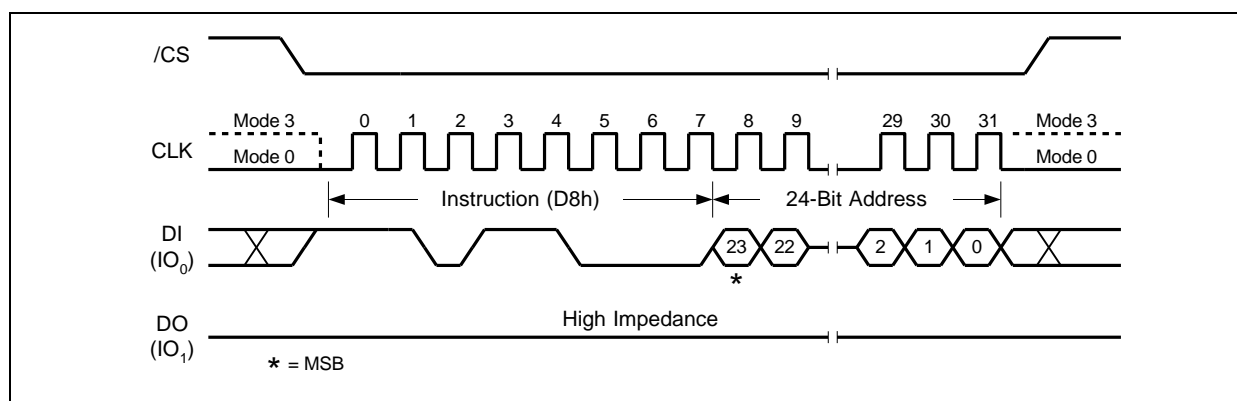 /CS
Mode 3 0 1 2 3 4 5 6 7 8 9 29 30 31 Mode 3
CLK Mode 0 Mode 0
Instruction (D8h) 24-Bit Address
DI
(IO0) 23 22 2 1 0
*
DO High Impedance
(IO1)
* = MSB